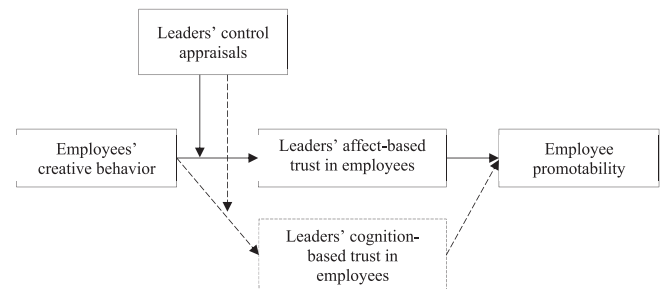 Leaders' control
appraisals
Employees'
creative behavior
Leaders' affect-based
trust in employees
Employee
promotability
Leaders' cognition-
based trust in
employees